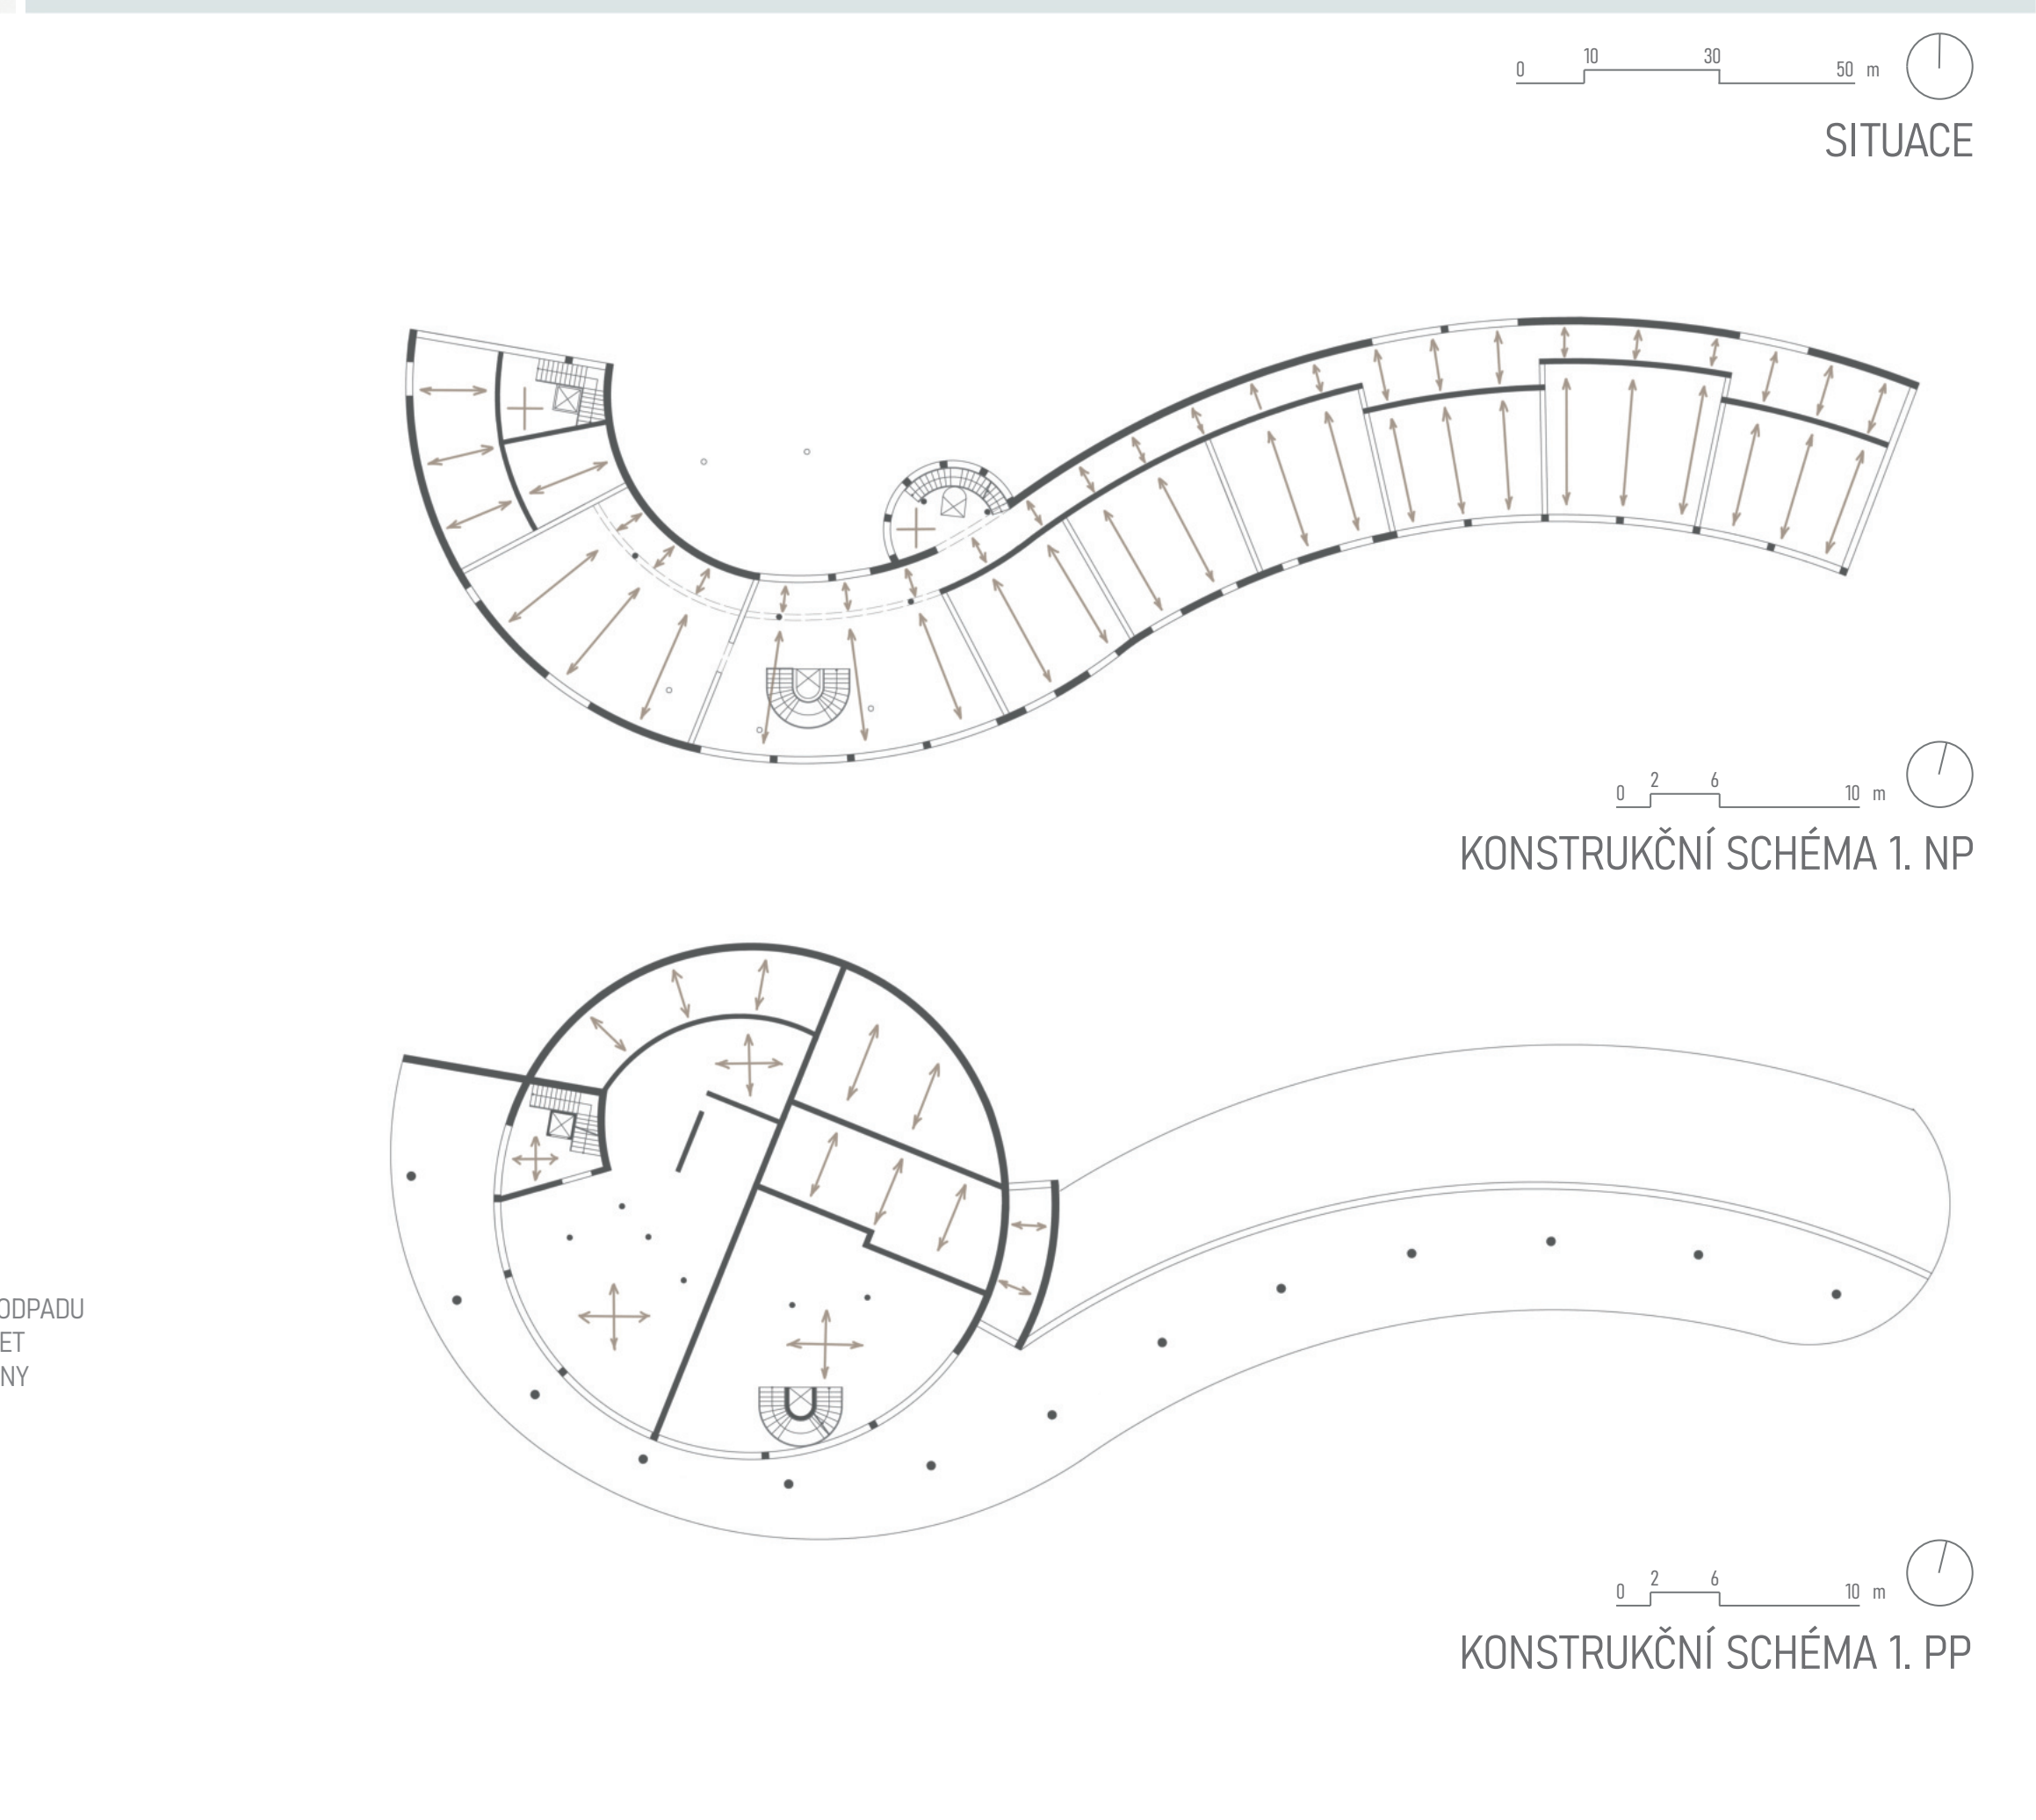 0 10 30 50 m
SITUACE
0 2 6 10 m
KONSTRUKČNÍ SCHÉMA 1. NP
ODPADU
ET
NY
0 2 6 10 m
KONSTRUKČNÍ SCHÉMA 1. PP